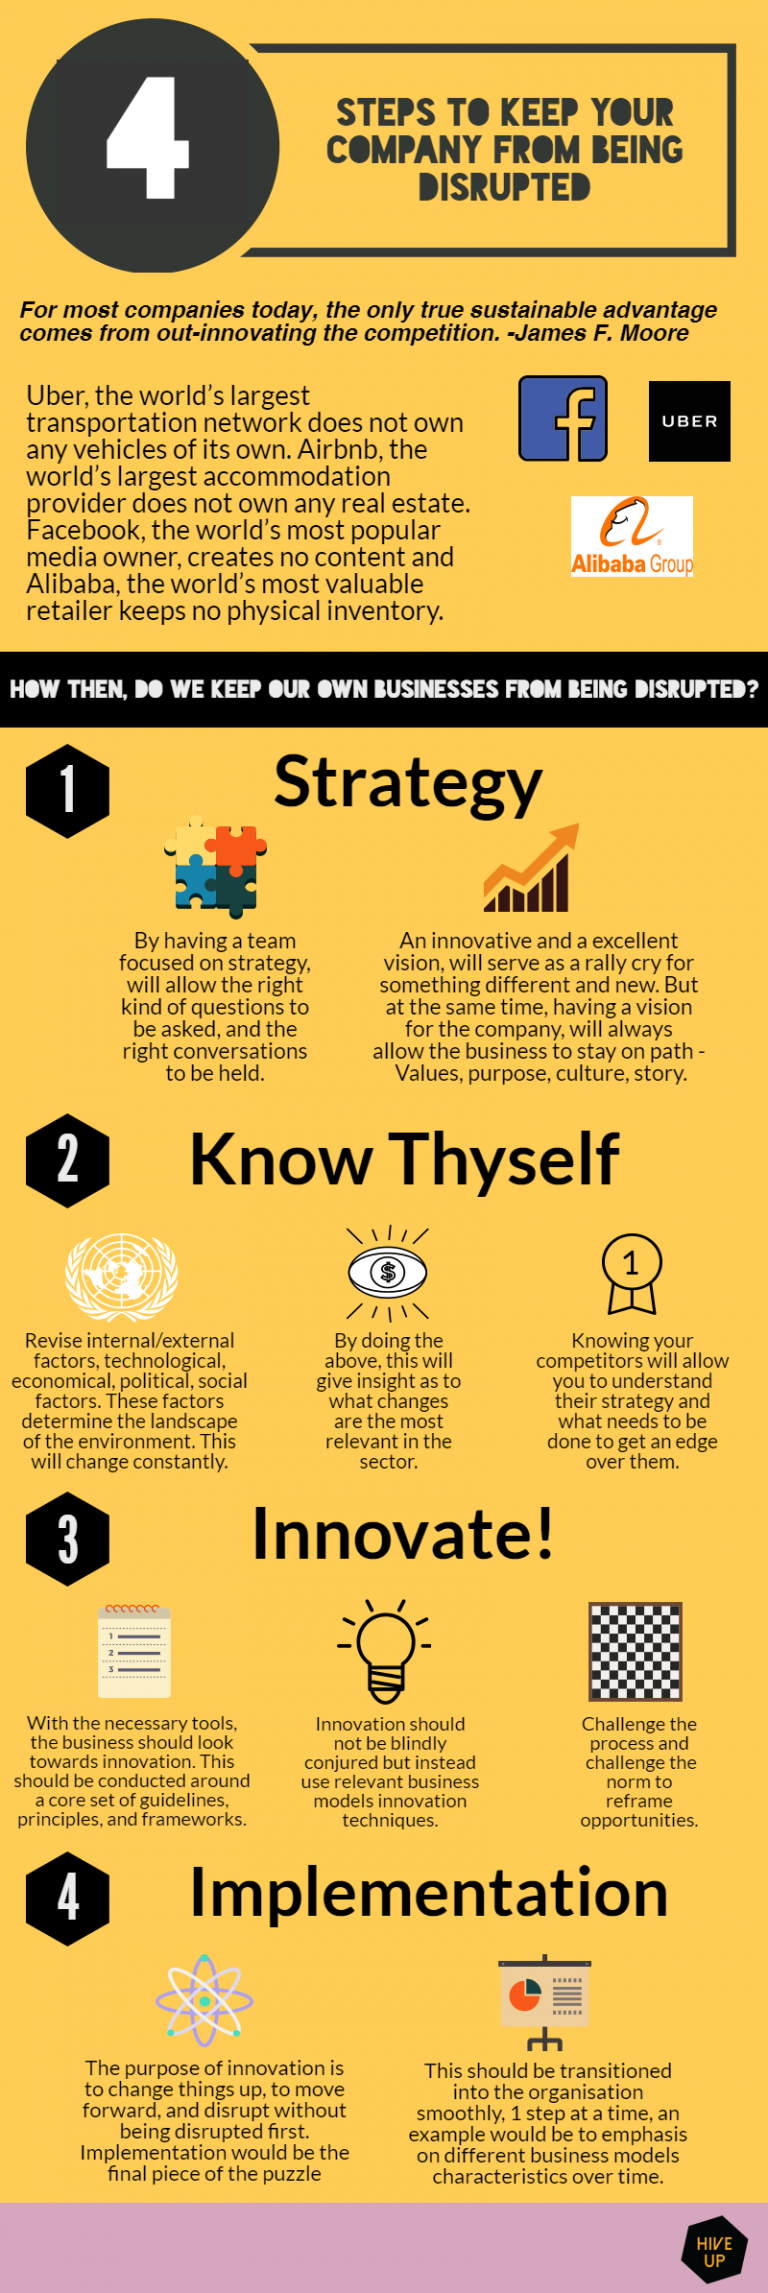 4
STEPS TO KEEP YOUR
COMPANY FROM BEING
DISRUPTED
For most companies today, the only true sustainable advantage
comes from out-innovating the competition. -James F. Moore
Uber, the world's largest
transportation network does not own
any vehicles of its own. Airbnb, the
world's largest accommodation
provider does not own any real estate.
Facebook, the world's most popular
media owner, creates no content and
Alibaba, the world's most valuable
retailer keeps no physical inventory.
f
UBER
Alibaba Group
HOW THEN, DO WE KEEP OUR OWN BUSINESSES FROM BEING DISRUPTED?
1
Strategy
By having a team
focused on strategy,
will allow the right
kind of questions to
be asked, and the
right conversations
to be held.
An innovative and a excellent
vision, will serve as a rally cry for
something different and new. But
at the same time, having a vision
for the company, will always
allow the business to stay on path -
Values, purpose, culture, story.
2
Know Thyself
$
1
Revise internal/external
factors, technological,
economical, political, social
factors. These factors
determine the landscape
of the environment. This
will change constantly.
By doing the
above, this will
give insight as to
what changes
are the most
relevant in the
sector.
Knowing your
competitors will allow
you to understand
their strategy and
what needs to be
done to get an edge
over them.
3
Innovate!
1
2
3
With the necessary tools,
the business should look
towards innovation. This
should be conducted around
a core set of guidelines,
principles, and frameworks.
Innovation should
not be blindly
conjured but instead
use relevant business
models innovation
techniques.
Challenge the
process and
challenge the
norm to
reframe
opportunities.
4
Implementation
The purpose of innovation is
to change things up, to move
forward, and disrupt without
being disrupted first.
Implementation would be the
final piece of the puzzle
This should be transitioned
into the organisation
smoothly, 1 step at a time, an
example would be to emphasis
on different business models
characteristics over time.
HIVE
UP